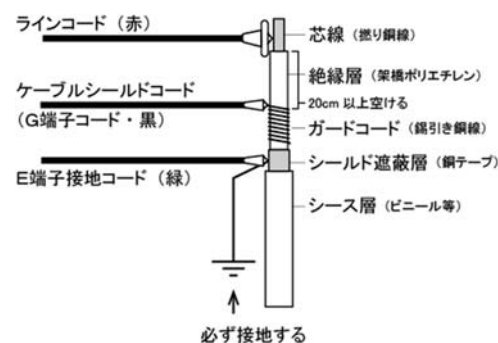 ラインコード（赤）
芯線（撚り銅線）
絶縁層（架橋ポリエチレン）
ケーブルシールドコード
（G端子コード・黒）
20cm 以上空ける
ガードコード（錫引き銅線）
シールド遮蔽層（銅テープ）
E端子接地コード（緑）
シース層（ビニール等）
必ず接地する